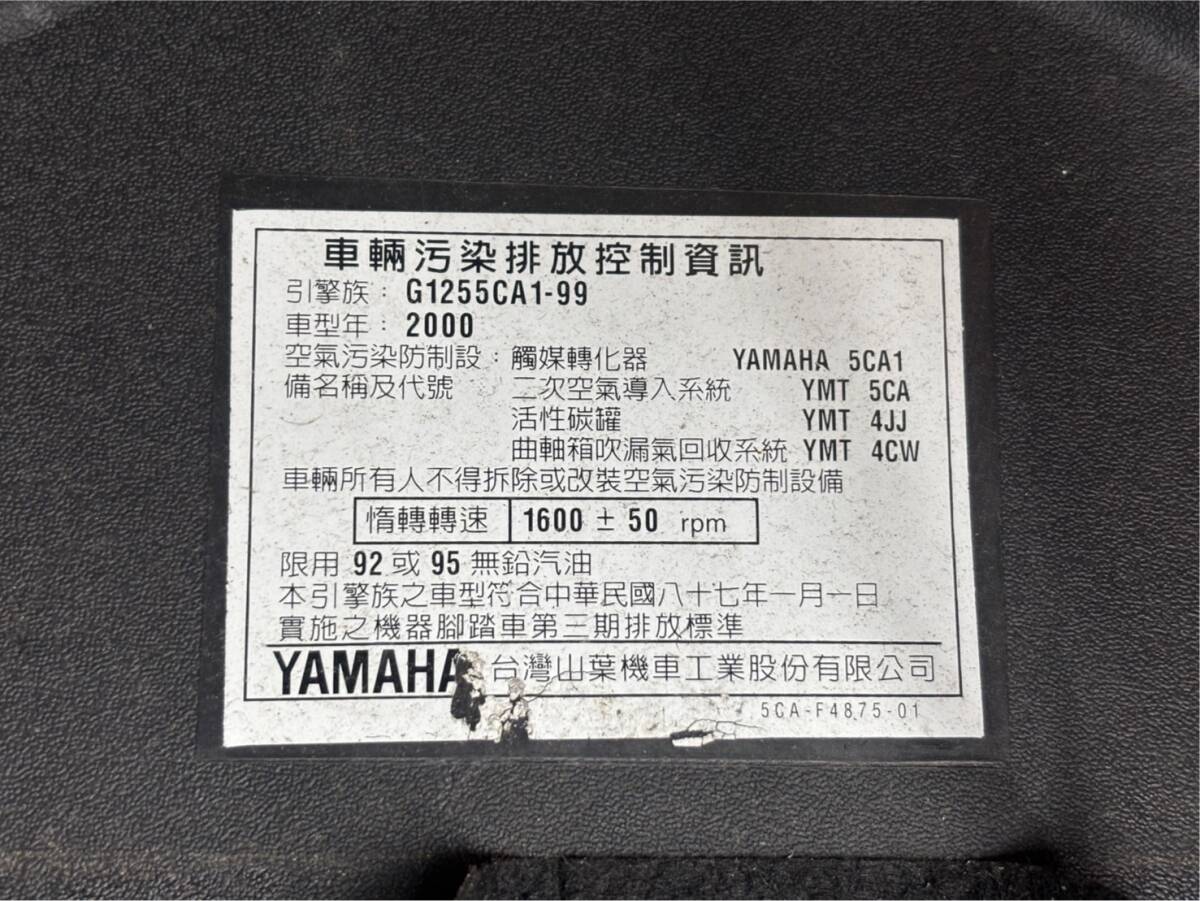 車輛污染排放控制資訊
引擎族：G1255CA1-99
車型年：2000
空氣污染防制設：觸媒轉化器 YAMAHA 5CA1
備名稱及代號 二次空氣導入系統 YMT 5CA
活性碳罐 YMT 4JJ
曲軸箱吹漏氣回收系統 YMT 4CW
車輛所有人不得拆除或改裝空氣污染防制設備
惰轉轉速 1600 ± 50 rpm
限用 92 或 95 無鉛汽油
本引擎族之車型符合中華民國八十七年一月一日
實施之機器腳踏車第三期排放標準
YAMAHA 台灣山葉機車工業股份有限公司
5CA-F4875-01